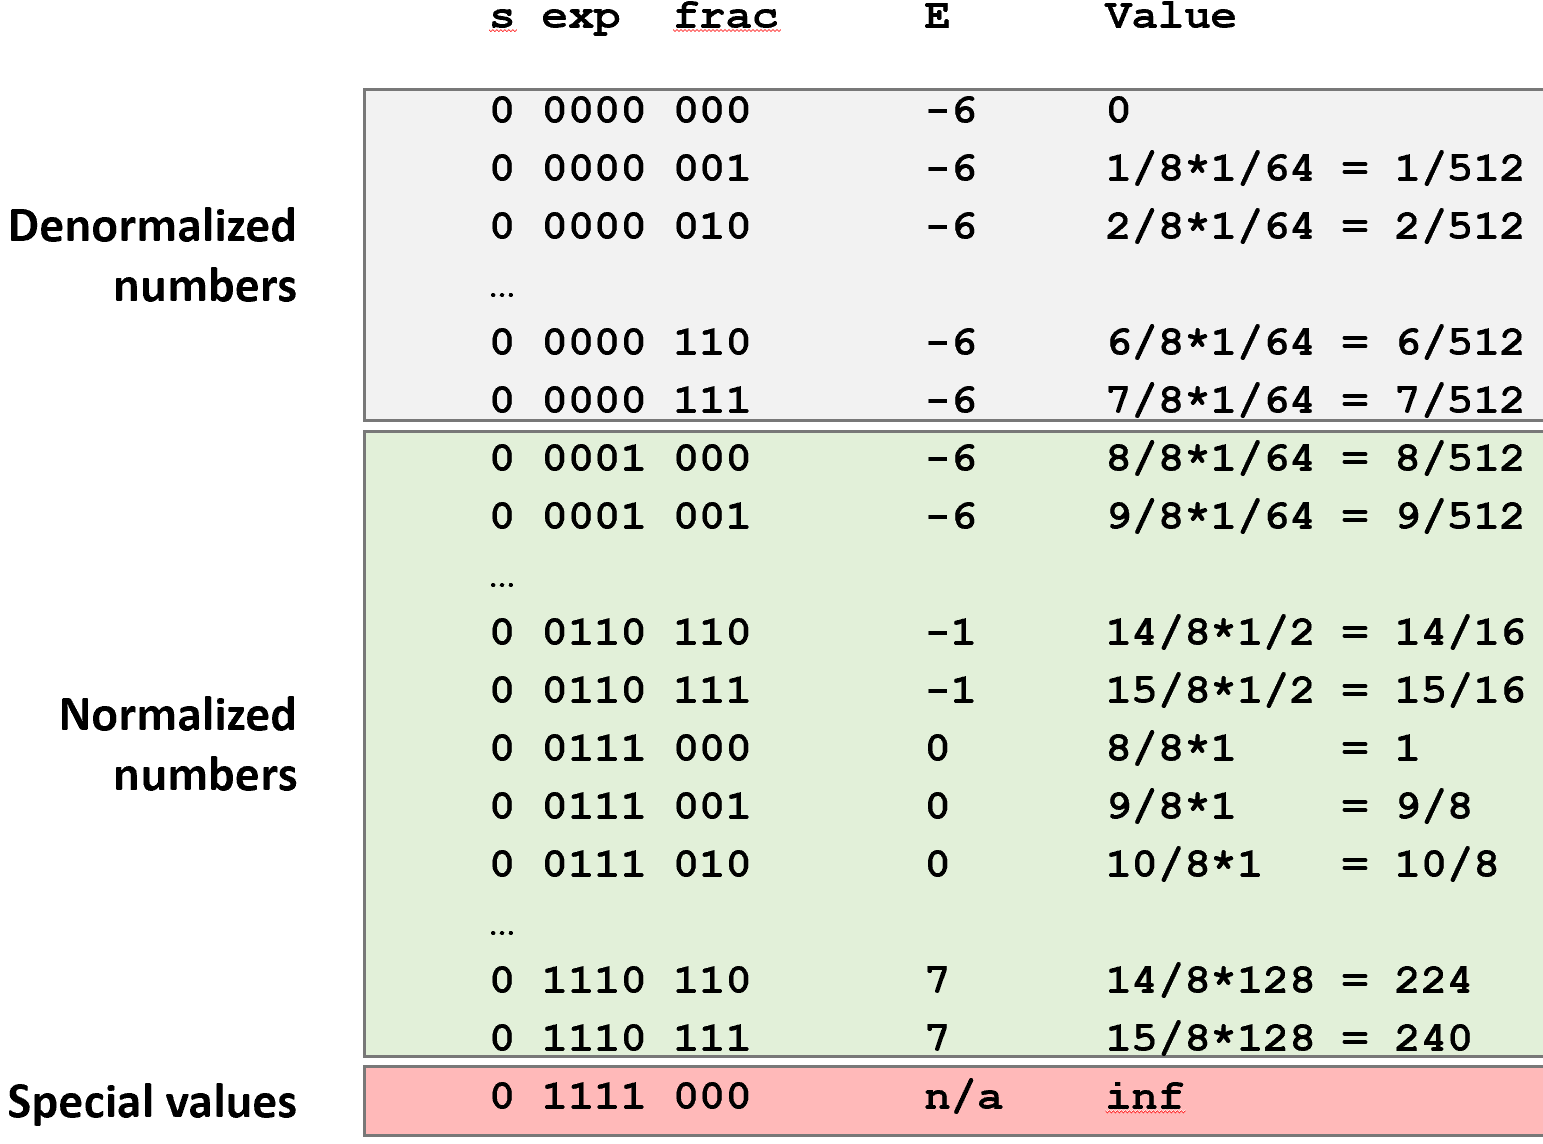 s exp frac E Value
0 0000 000 -6 0
0 0000 001 -6 1/8*1/64 = 1/512
Denormalized numbers
0 0000 010 -6 2/8*1/64 = 2/512
…
0 0000 110 -6 6/8*1/64 = 6/512
0 0000 111 -6 7/8*1/64 = 7/512
0 0001 000 -6 8/8*1/64 = 8/512
0 0001 001 -6 9/8*1/64 = 9/512
…
0 0110 110 -1 14/8*1/2 = 14/16
0 0110 111 -1 15/8*1/2 = 15/16
Normalized numbers
0 0111 000 0 8/8*1 = 1
0 0111 001 0 9/8*1 = 9/8
0 0111 010 0 10/8*1 = 10/8
…
0 1110 110 7 14/8*128 = 224
0 1110 111 7 15/8*128 = 240
Special values 0 1111 000 n/a inf